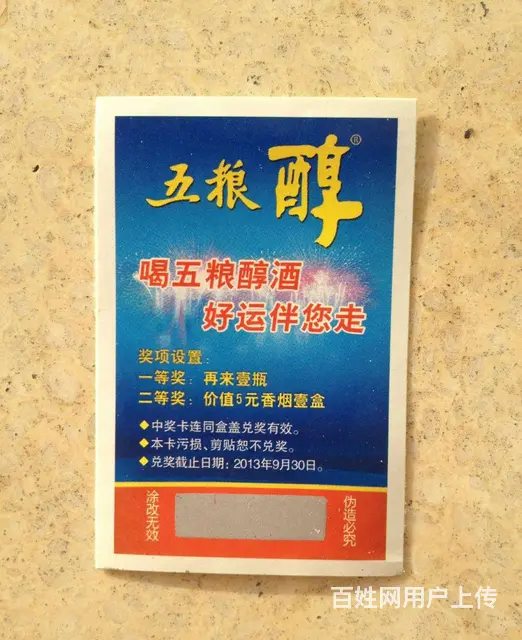 五粮醇®
喝五粮醇酒
好运伴您走
奖项设置:
一等奖: 再来壹瓶
二等奖: 价值5元香烟壹盒
◆中奖卡连同盒盖兑奖有效。
◆本卡污损、剪贴恕不兑奖。
◆兑奖截止日期: 2013年9月30日。
涂改无效
伪造必究
百姓网用户上传